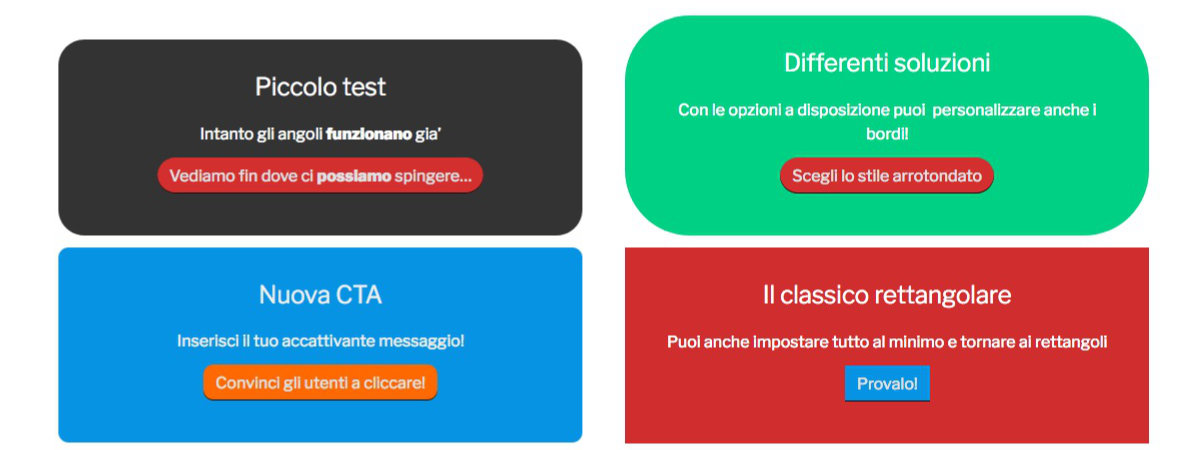 Piccolo test
Intanto gli angoli funzionano gia'
Vediamo fin dove ci possiamo spingere...
Differenti soluzioni
Con le opzioni a disposizione puoi personalizzare anche i
bordi!
Scegli lo stile arrotondato
Nuova CTA
Inserisci il tuo accattivante messaggio!
Convinci gli utenti a cliccare!
Il classico rettangolare
Puoi anche impostare tutto al minimo e tornare ai rettangoli
Provalo!